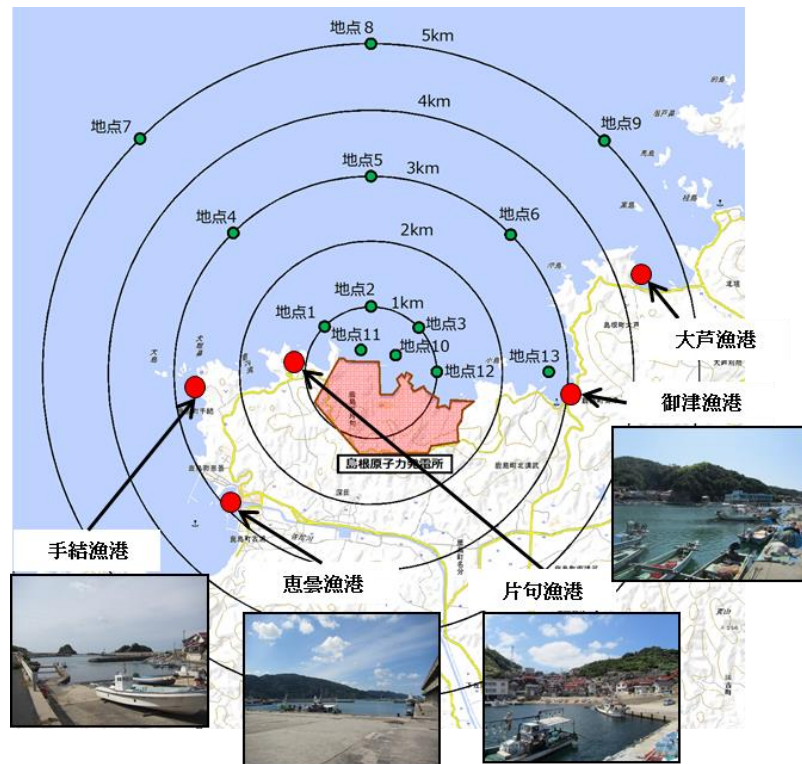 地点8
5km
4km
地点7
地点9
地点5
3km
地点4
地点6
2km
地点2
地点1
1km
地点3
地点11
地点10
地点12
地点13
大芦漁港
御津漁港
島根原子力発電所
手結漁港
恵曇漁港
片句漁港